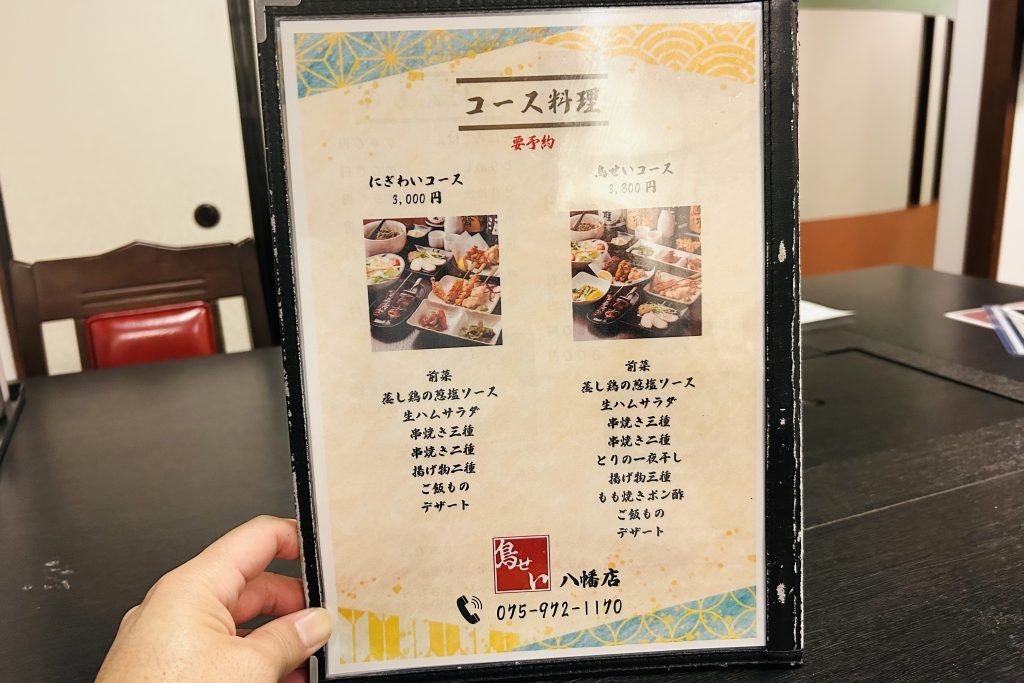 コース料理
要予約
にぎわいコース
3,000 円
前菜
蒸し鶏の葱塩ソース
生ハムサラダ
串焼き三種
串焼き二種
揚げ物二種
ご飯もの
デザート
鳥せいコース
3,800 円
前菜
蒸し鶏の葱塩ソース
生ハムサラダ
串焼き三種
串焼き二種
とりの一夜干し
揚げ物三種
もも焼きポン酢
ご飯もの
デザート
鳥せい 八幡店
075-972-1170